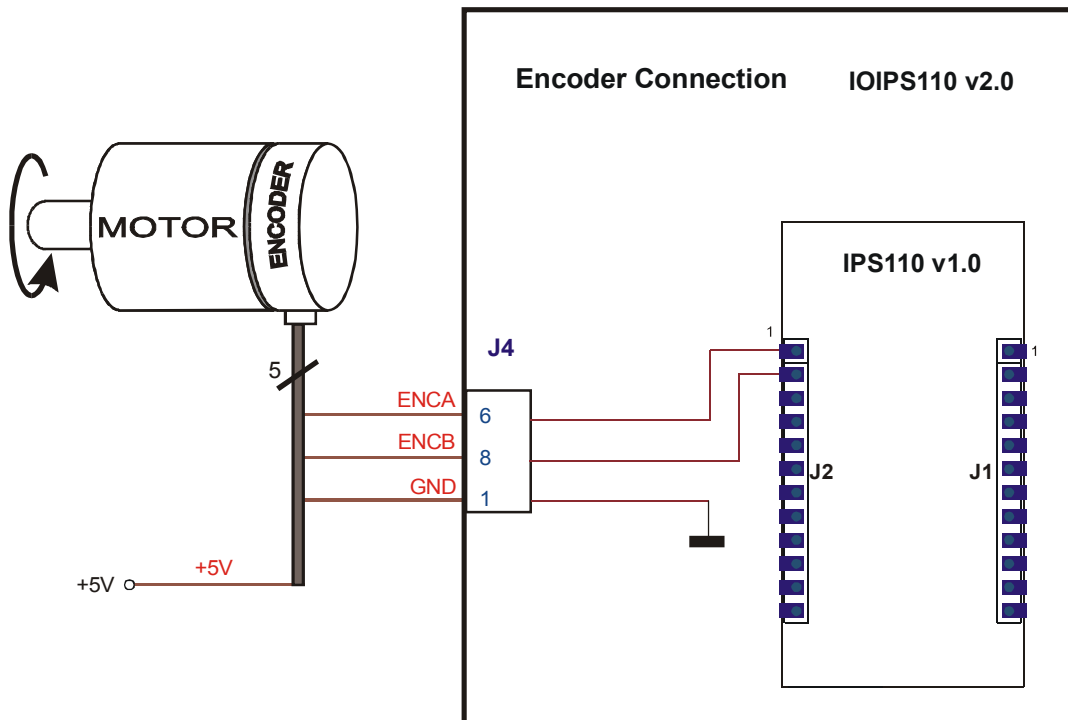 Encoder Connection IOIPS110 v2.0
MOTOR
ENCODER
IPS110 v1.0
1
1
J4
5
ENCA
6
ENCB
8
GND
1
J2
J1
+5V
+5V